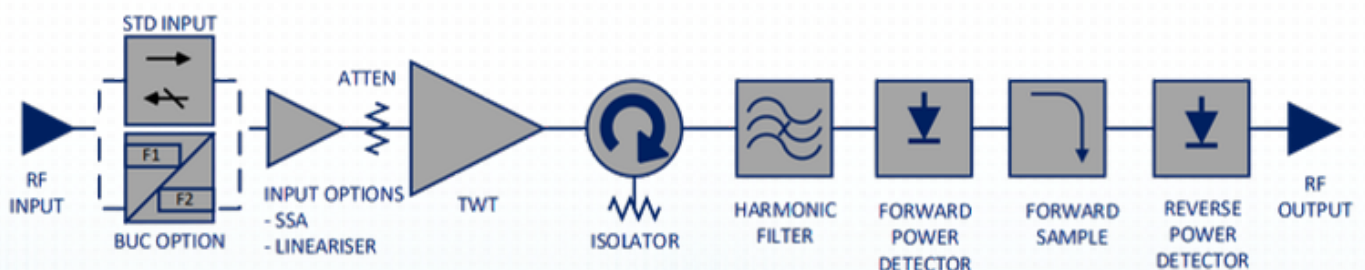 STD INPUT
RF
INPUT
F1
F2
BUC OPTION
ATTEN
INPUT OPTIONS
- SSA
- LINEARISER
TWT
ISOLATOR
HARMONIC
FILTER
FORWARD
POWER
DETECTOR
FORWARD
SAMPLE
REVERSE
POWER
DETECTOR
RF
OUTPUT